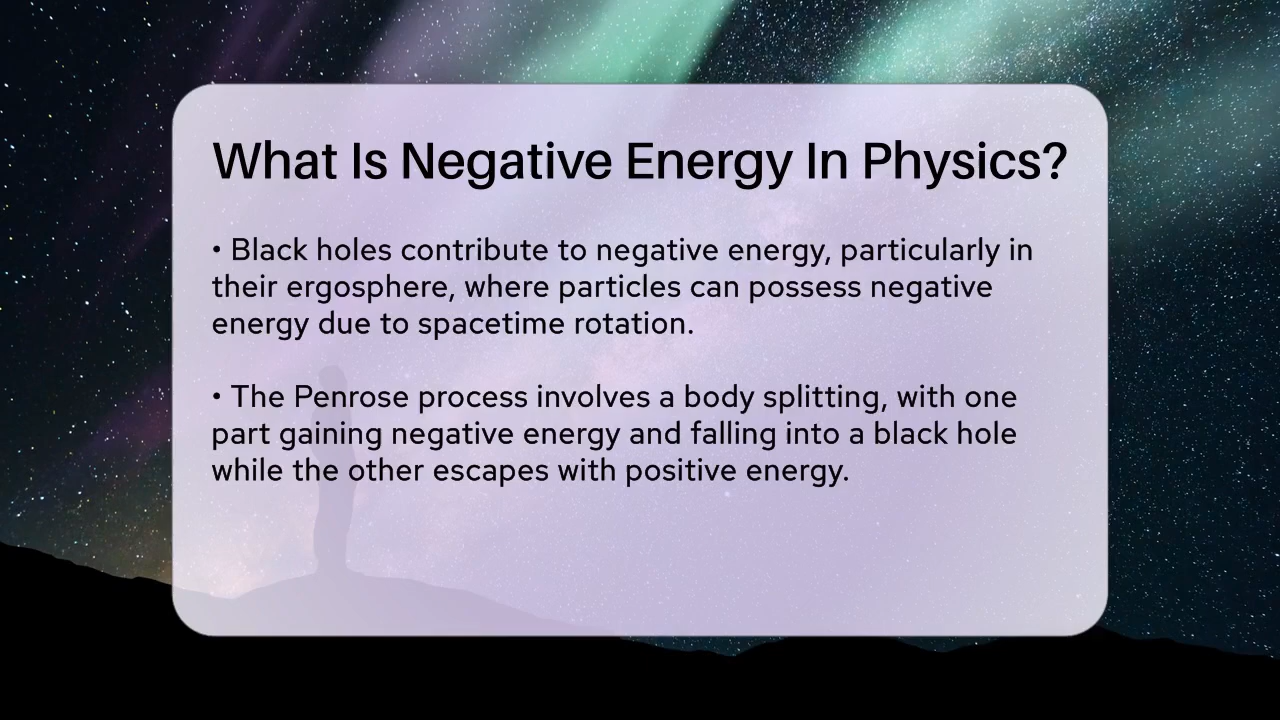 What Is Negative Energy In Physics?
• Black holes contribute to negative energy, particularly in
their ergosphere, where particles can possess negative
energy due to spacetime rotation.
• The Penrose process involves a body splitting, with one
part gaining negative energy and falling into a black hole
while the other escapes with positive energy.